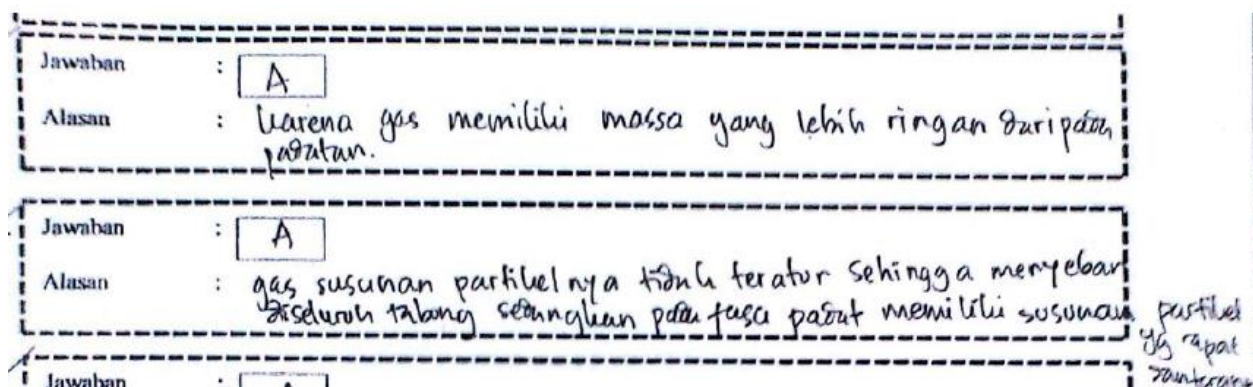 Jawaban : A
Alasan : karena gas memiliki massa yang lebih ringan daripada
padatan.
Jawaban : A
Alasan : gas susunan partikelnya tidak teratur sehingga menyebar
diseluruh tabung sedangkan pada fasa padat memiliki susunan partikel
yg rapat
Jawaban : A